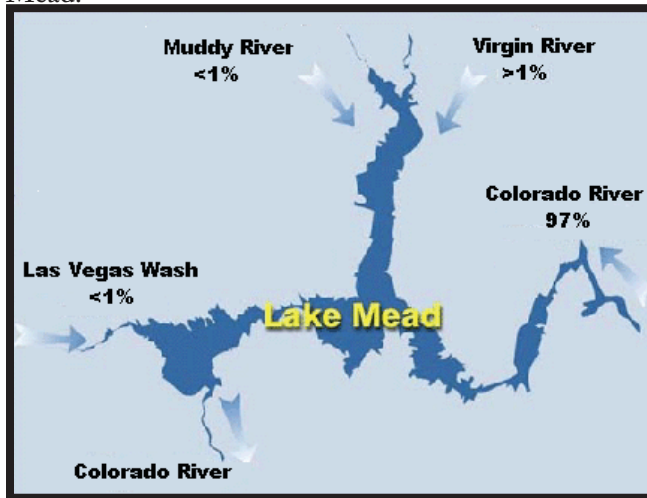 Mead.
Muddy River
<1%
Virgin River
>1%
Colorado River
97%
Las Vegas Wash
<1%
Lake Mead
Colorado River